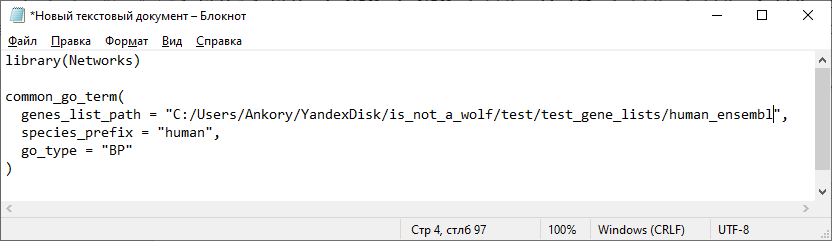 *Новый текстовый документ – Блокнот
Файл Правка Формат Вид Справка
library(Networks)

common_go_term(
  genes_list_path = "C:/Users/Ankory/YandexDisk/is_not_a_wolf/test/test_gene_lists/human_ensembl",
  species_prefix = "human",
  go_type = "BP"
)
Стр 4, стлб 97 100% Windows (CRLF) UTF-8